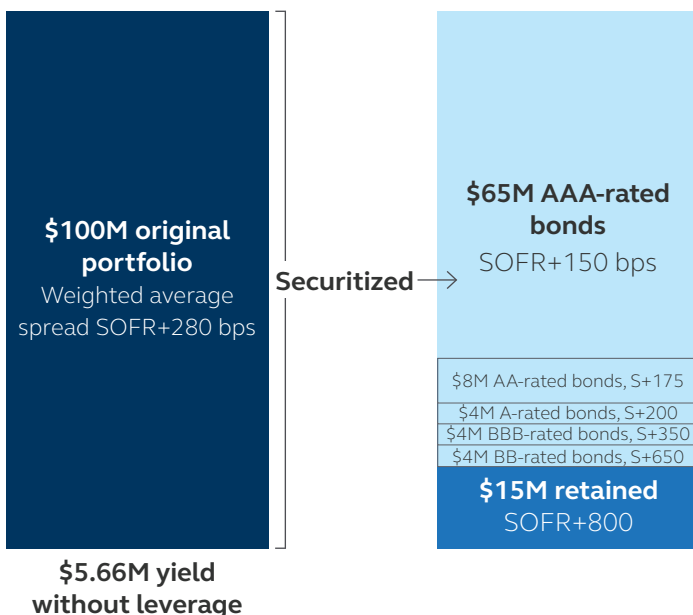 $100M original
portfolio
Weighted average
spread SOFR+280 bps
Securitized
$65M AAA-rated
bonds
SOFR+150 bps
$8M AA-rated bonds, S+175
$4M A-rated bonds, S+200
$4M BBB-rated bonds, S+350
$4M BB-rated bonds, S+650
$15M retained
SOFR+800
$5.66M yield
without leverage